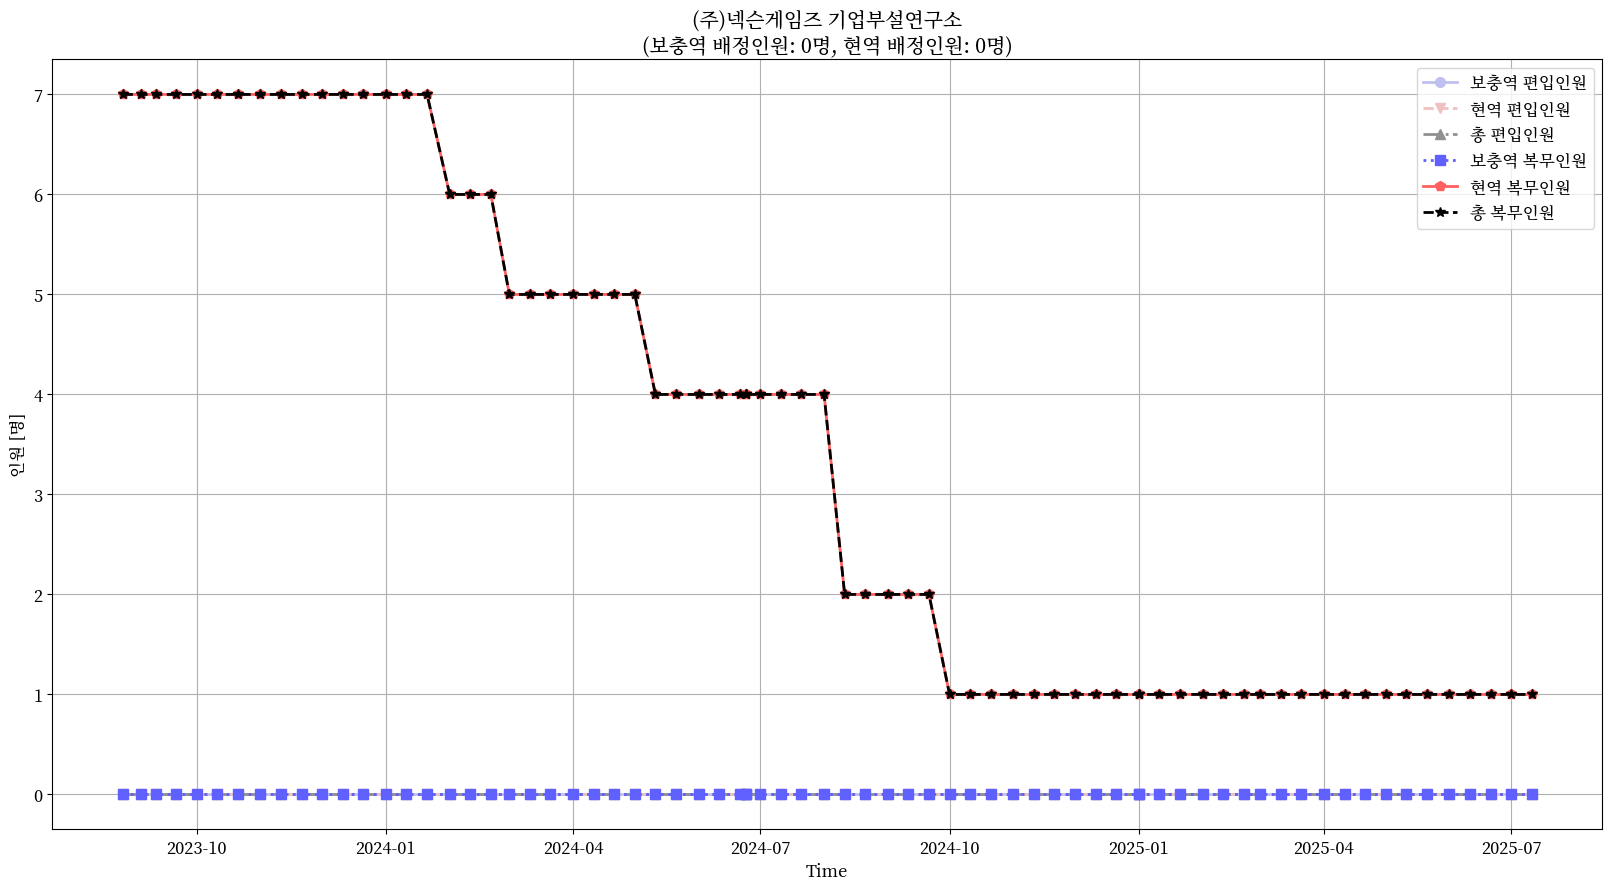 (주)넥슨게임즈 기업부설연구소
(보충역 배정인원: 0명, 현역 배정인원: 0명)
보충역 편입인원
현역 편입인원
총 편입인원
보충역 복무인원
현역 복무인원
총 복무인원
인원 [명]
7
6
5
4
3
2
1
0
2023-10
2024-01
2024-04
2024-07
2024-10
2025-01
2025-04
2025-07
Time